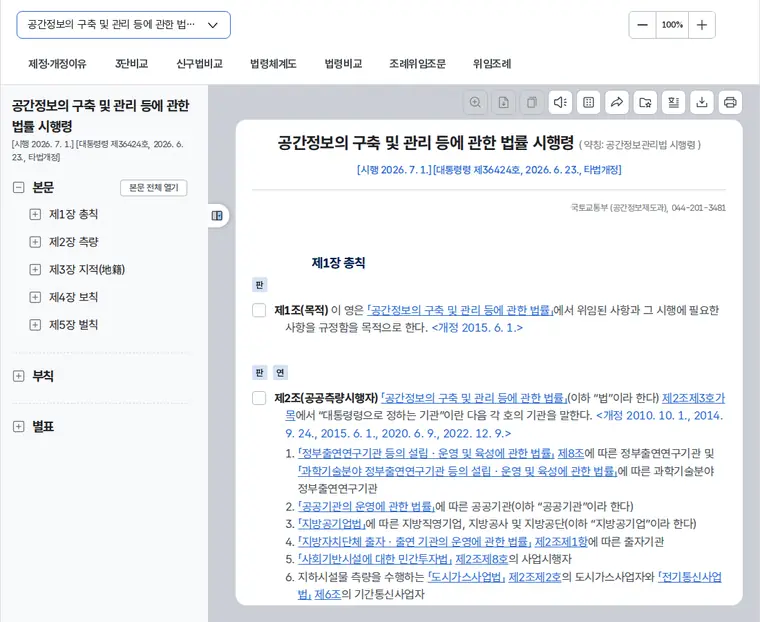 공간정보의 구축 및 관리 등에 관한 법…
100%
제정·개정이유 3단비교 신구법비교 법령체계도 법령비교 조례위임조문 위임조례
공간정보의 구축 및 관리 등에 관한
법률 시행령
[시행 2026. 7. 1.] [대통령령 제36424호, 2026. 6.
23., 타법개정]
본문
본문 전체 열기
제1장 총칙
제2장 측량
제3장 지적(地籍)
제4장 보칙
제5장 벌칙
부칙
별표
공간정보의 구축 및 관리 등에 관한 법률 시행령 ( 약칭: 공간정보관리법 시행령 )
[시행 2026. 7. 1.] [대통령령 제36424호, 2026. 6. 23., 타법개정]
국토교통부 (공간정보제도과), 044-201-3481
제1장 총칙
판
제1조(목적) 이 영은 「공간정보의 구축 및 관리 등에 관한 법률」에서 위임된 사항과 그 시행에 필요한
사항을 규정함을 목적으로 한다. <개정 2015. 6. 1.>
판 연
제2조(공공측량시행자) 「공간정보의 구축 및 관리 등에 관한 법률」(이하 “법”이라 한다) 제2조제3호가
목에서 “대통령령으로 정하는 기관”이란 다음 각 호의 기관을 말한다. <개정 2010. 10. 1., 2014.
9. 24., 2015. 6. 1., 2020. 6. 9., 2022. 12. 9.>
1. 「정부출연연구기관 등의 설립ㆍ운영 및 육성에 관한 법률」 제8조에 따른 정부출연연구기관 및
「과학기술분야 정부출연연구기관 등의 설립ㆍ운영 및 육성에 관한 법률」에 따른 과학기술분야
정부출연연구기관
2. 「공공기관의 운영에 관한 법률」에 따른 공공기관(이하 “공공기관”이라 한다)
3. 「지방공기업법」에 따른 지방직영기업, 지방공사 및 지방공단(이하 “지방공기업”이라 한다)
4. 「지방자치단체 출자ㆍ출연 기관의 운영에 관한 법률」 제2조제1항에 따른 출자기관
5. 「사회기반시설에 대한 민간투자법」 제2조제8호의 사업시행자
6. 지하시설물 측량을 수행하는 「도시가스사업법」 제2조제2호의 도시가스사업자와 「전기통신사업
법」 제6조의 기간통신사업자